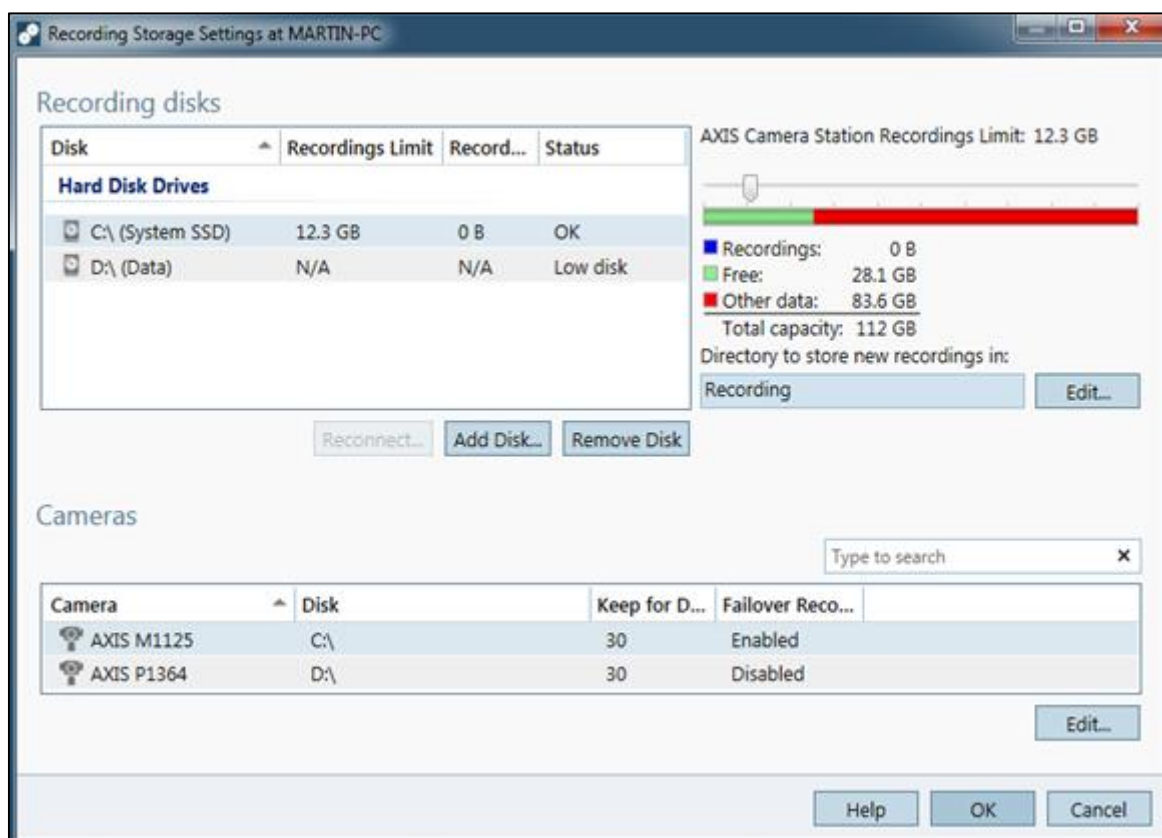 Recording Storage Settings at MARTIN-PC
Recording disks
Disk Recordings Limit Record... Status
Hard Disk Drives
C:\ (System SSD) 12.3 GB 0 B OK
D:\ (Data) N/A N/A Low disk
Reconnect... Add Disk... Remove Disk
AXIS Camera Station Recordings Limit: 12.3 GB
Recordings: 0 B
Free: 28.1 GB
Other data: 83.6 GB
Total capacity: 112 GB
Directory to store new recordings in:
Recording Edit...
Cameras
Type to search
Camera Disk Keep for D... Failover Reco...
AXIS M1125 C:\ 30 Enabled
AXIS P1364 D:\ 30 Disabled
Edit...
Help OK Cancel